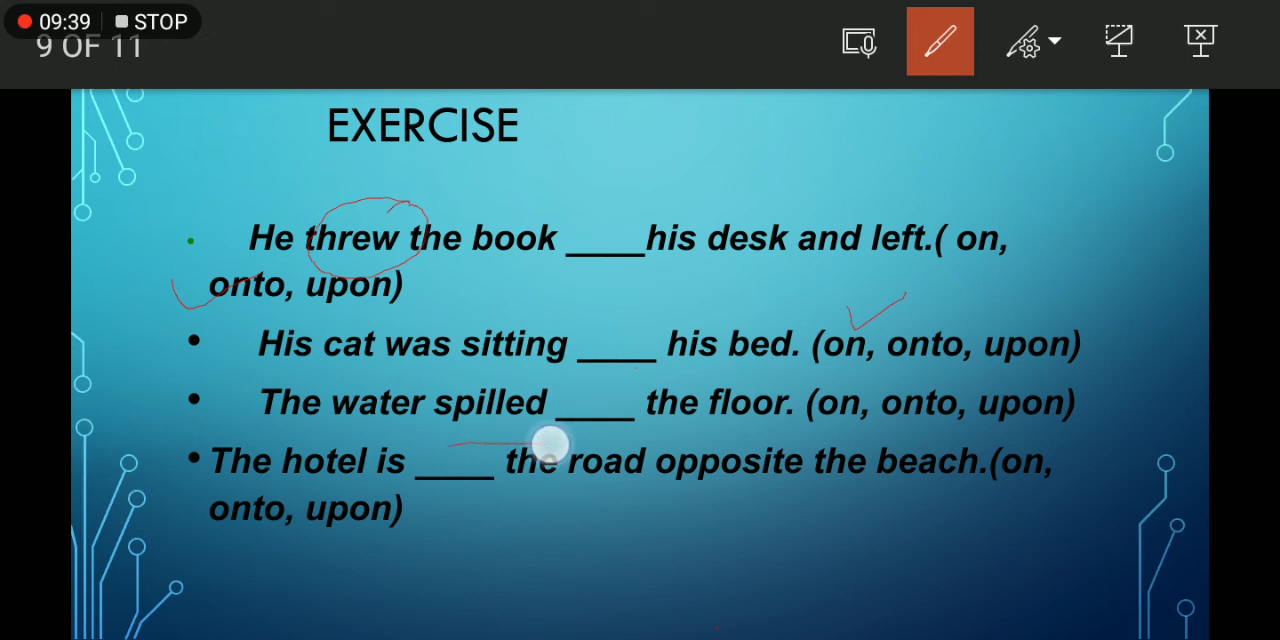 09:39 STOP
9 OF 11
EXERCISE
He threw the book ____his desk and left.( on,
onto, upon)
• His cat was sitting ____ his bed. (on, onto, upon)
• The water spilled ____ the floor. (on, onto, upon)
• The hotel is ____ the road opposite the beach.(on,
onto, upon)